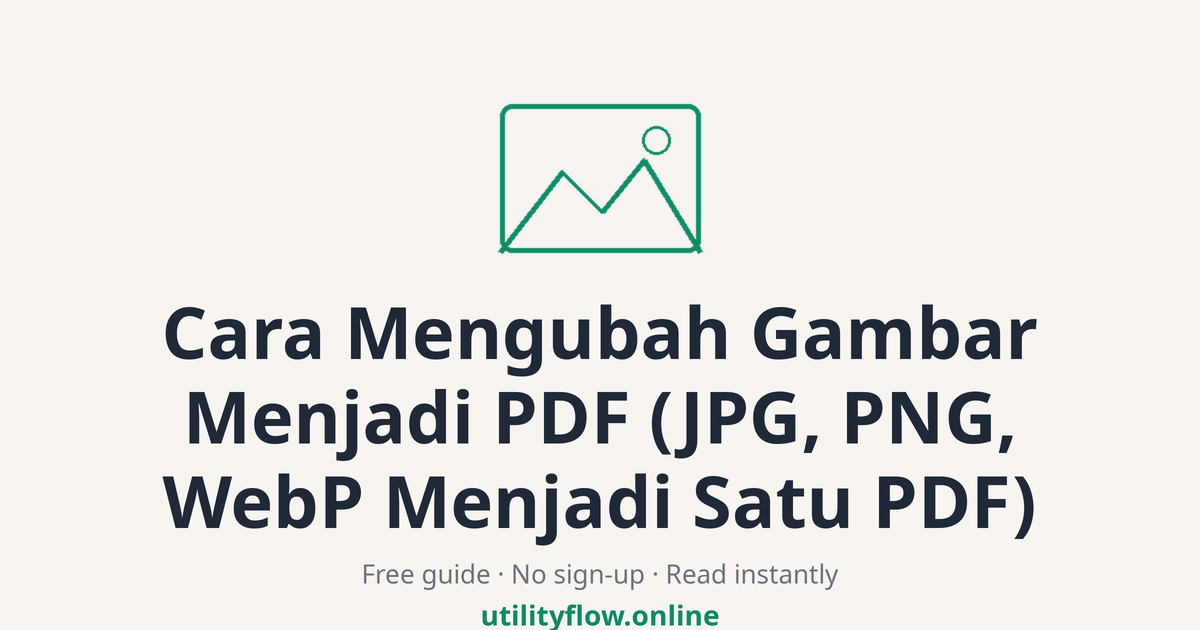 Cara Mengubah Gambar
Menjadi PDF (JPG, PNG,
WebP Menjadi Satu PDF)
Free guide · No sign-up · Read instantly
utilityflow.online